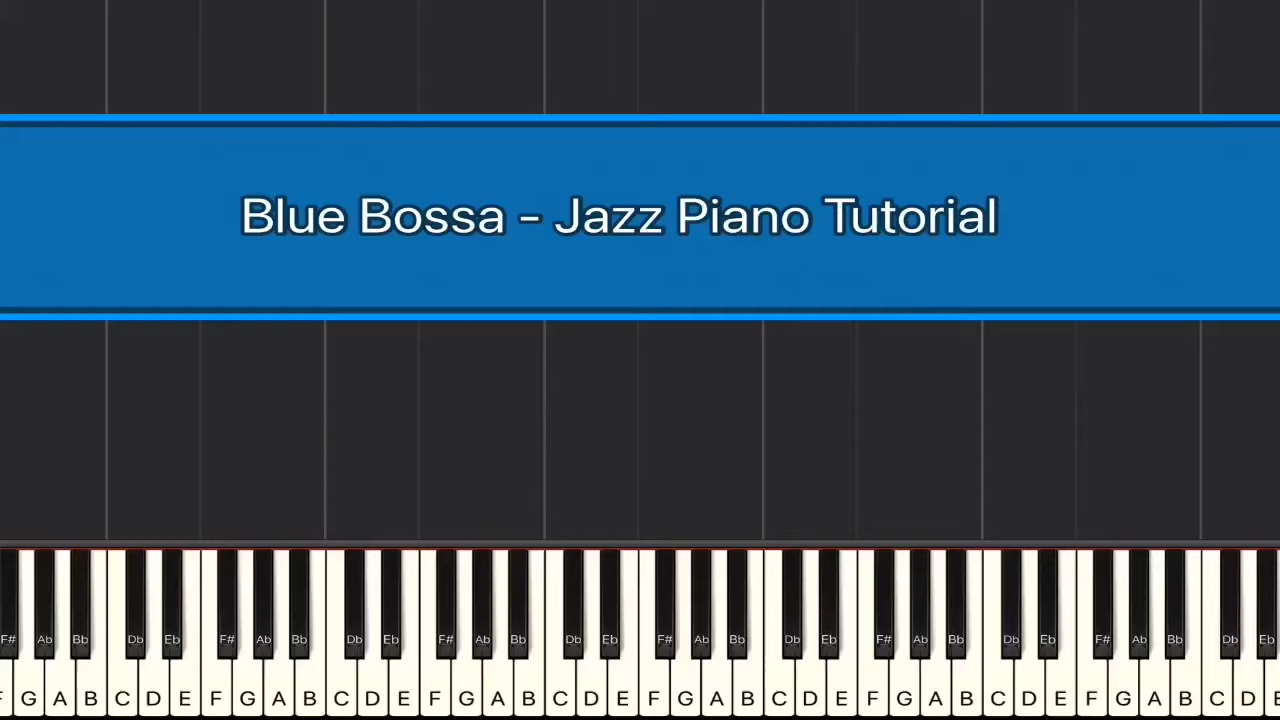 Blue Bossa - Jazz Piano Tutorial
F# Ab Bb Db Eb F# Ab Bb Db Eb F# Ab Bb Db Eb F# Ab Bb Db Eb F# Ab Bb Db Eb F# Ab Bb Db Eb
F G A B C D E F G A B C D E F G A B C D E F G A B C D E F G A B C D E F G A B C D E